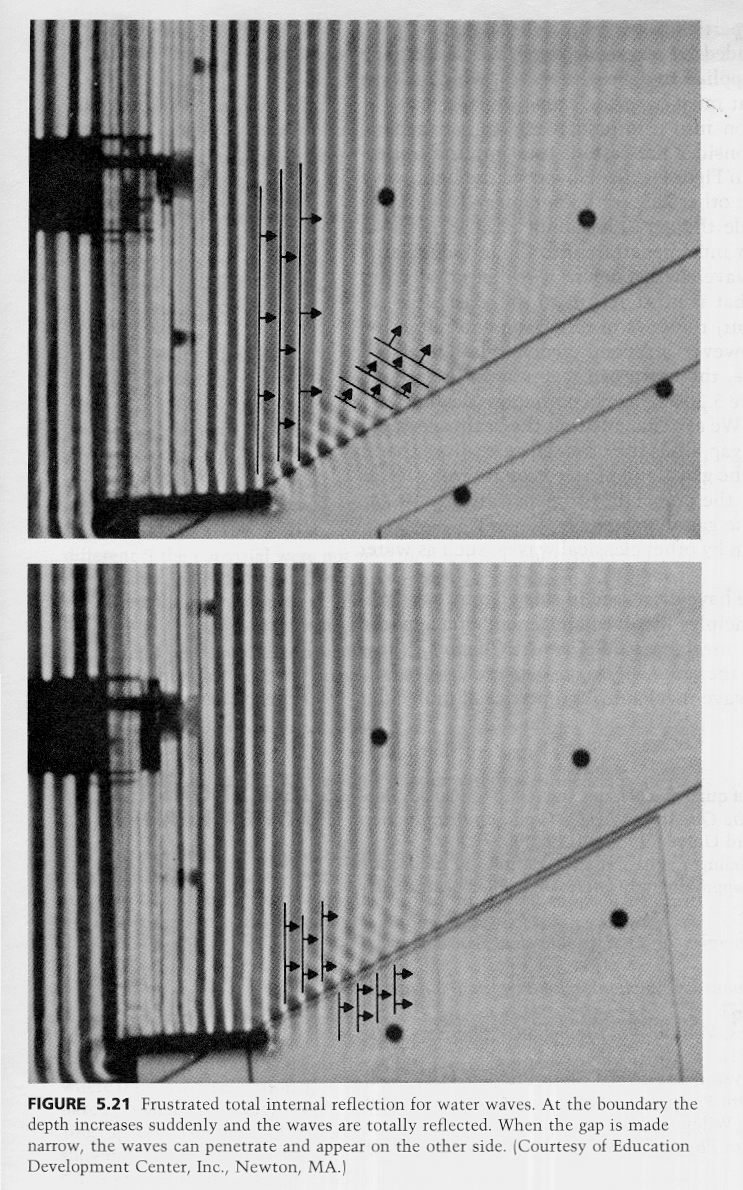 FIGURE 5.21 Frustrated total internal reflection for water waves. At the boundary the
depth increases suddenly and the waves are totally reflected. When the gap is made
narrow, the waves can penetrate and appear on the other side. (Courtesy of Education
Development Center, Inc., Newton, MA.)